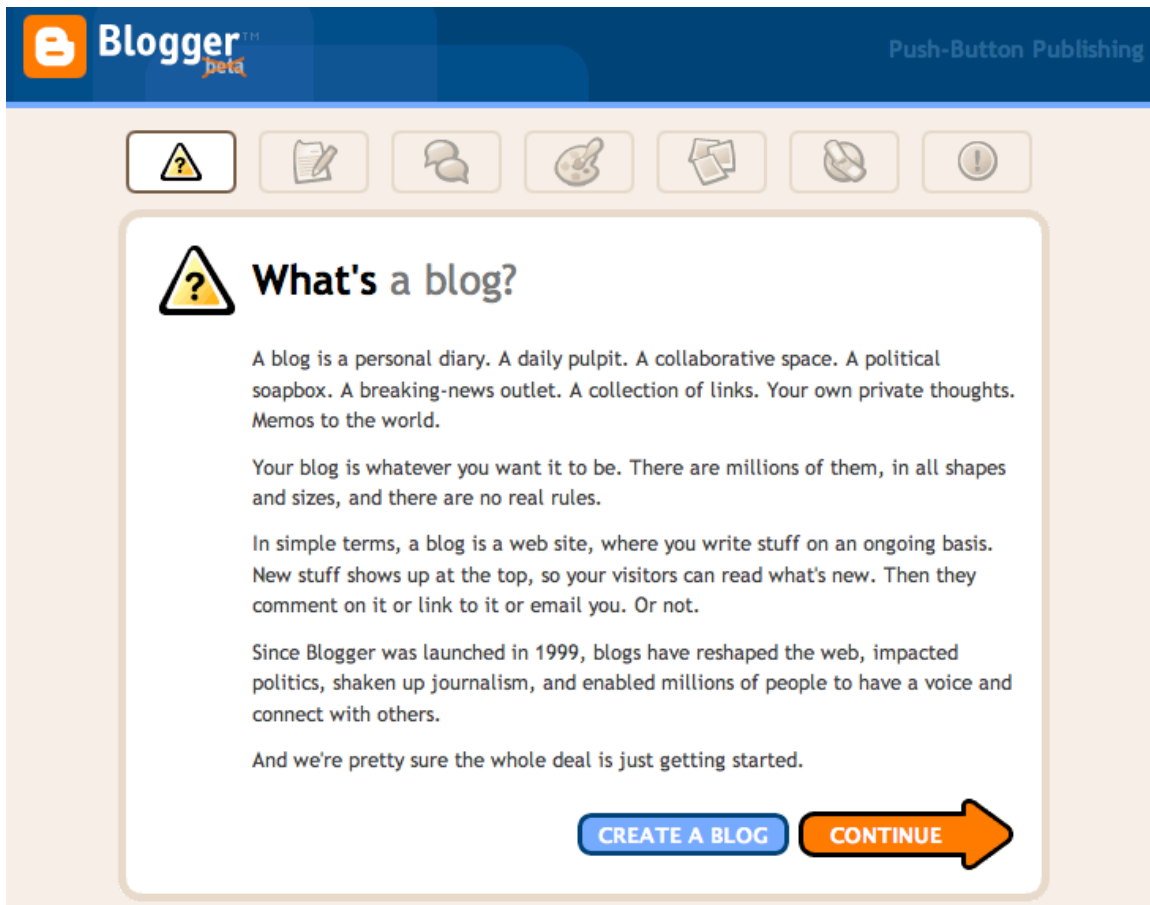 Blogger™
beta
Push-Button Publishing
What's a blog?
A blog is a personal diary. A daily pulpit. A collaborative space. A political
soapbox. A breaking-news outlet. A collection of links. Your own private thoughts.
Memos to the world.
Your blog is whatever you want it to be. There are millions of them, in all shapes
and sizes, and there are no real rules.
In simple terms, a blog is a web site, where you write stuff on an ongoing basis.
New stuff shows up at the top, so your visitors can read what's new. Then they
comment on it or link to it or email you. Or not.
Since Blogger was launched in 1999, blogs have reshaped the web, impacted
politics, shaken up journalism, and enabled millions of people to have a voice and
connect with others.
And we're pretty sure the whole deal is just getting started.
CREATE A BLOG
CONTINUE